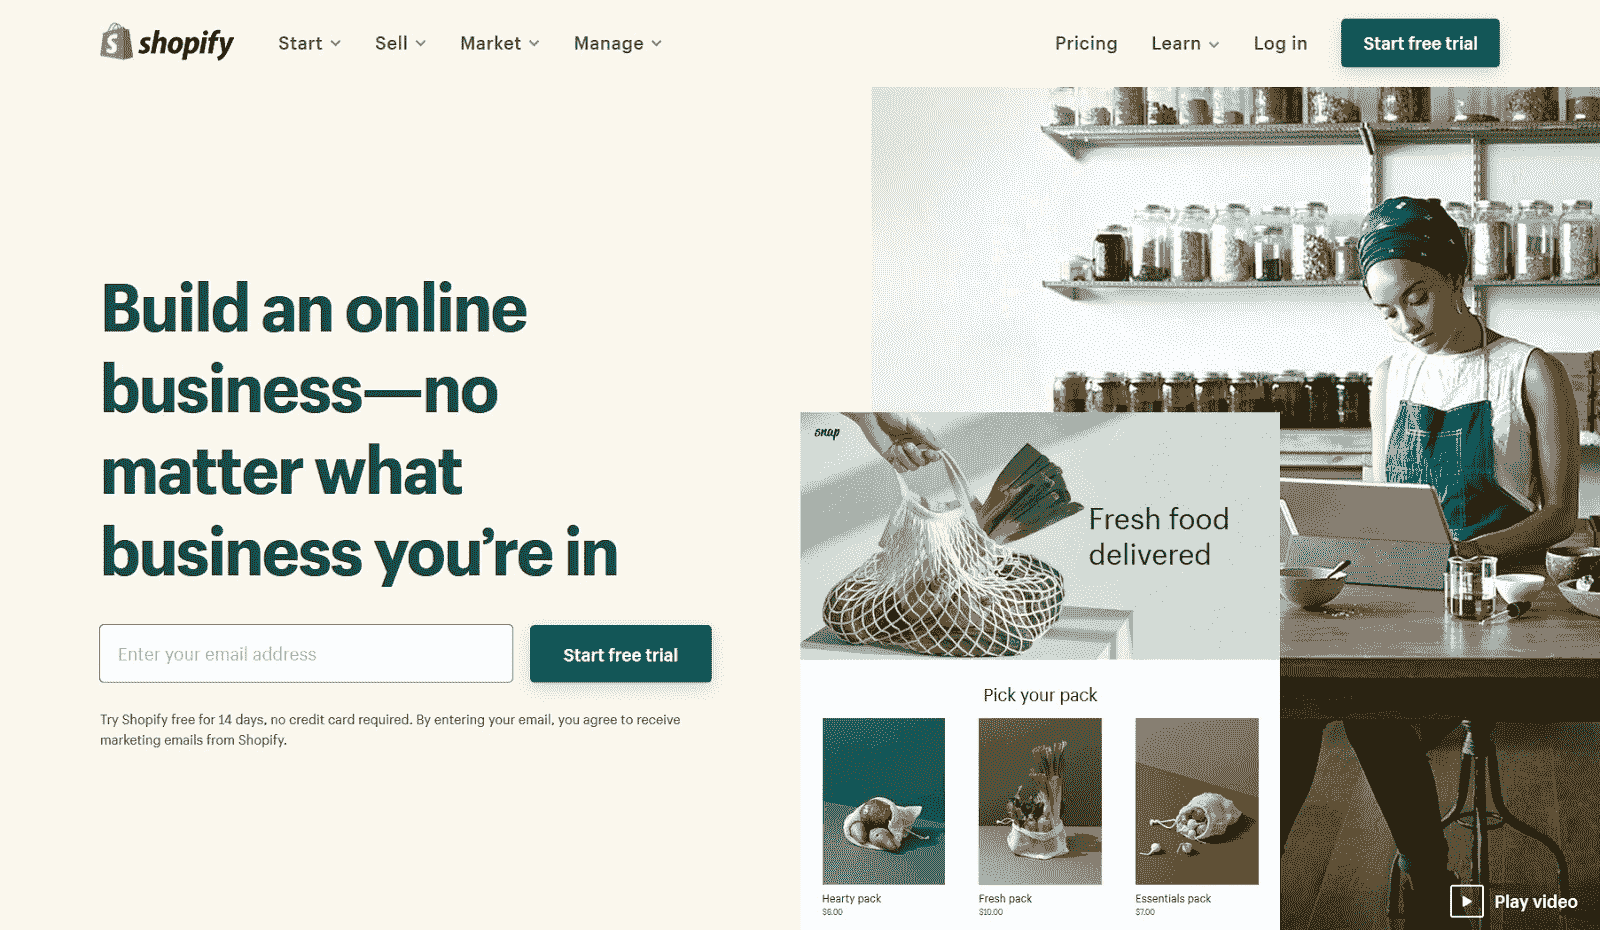 shopify
Start
Sell
Market
Manage
Pricing
Learn
Log in
Start free trial
Build an online
business—no
matter what
business you’re in
Enter your email address
Start free trial
Try Shopify free for 14 days, no credit card required. By entering your email, you agree to receive
marketing emails from Shopify.
snap
Fresh food
delivered
Pick your pack
Hearty pack
$6.00
Fresh pack
$10.00
Essentials pack
$7.00
Play video